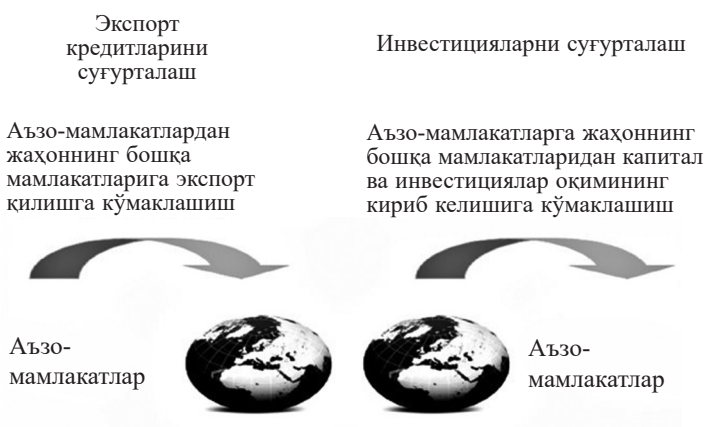 Экспорт
кредитларини
суғурталаш
Инвестицияларни суғурталаш
Аъзо-мамлакатлардан
жаҳоннинг бошқа
мамлакатларига экспорт
қилишга кўмаклашиш
Аъзо-мамлакатларга жаҳоннинг
бошқа мамлакатларидан капитал
ва инвестициялар оқимининг
кириб келишига кўмаклашиш
Аъзо-
мамлакатлар
Аъзо-
мамлакатлар